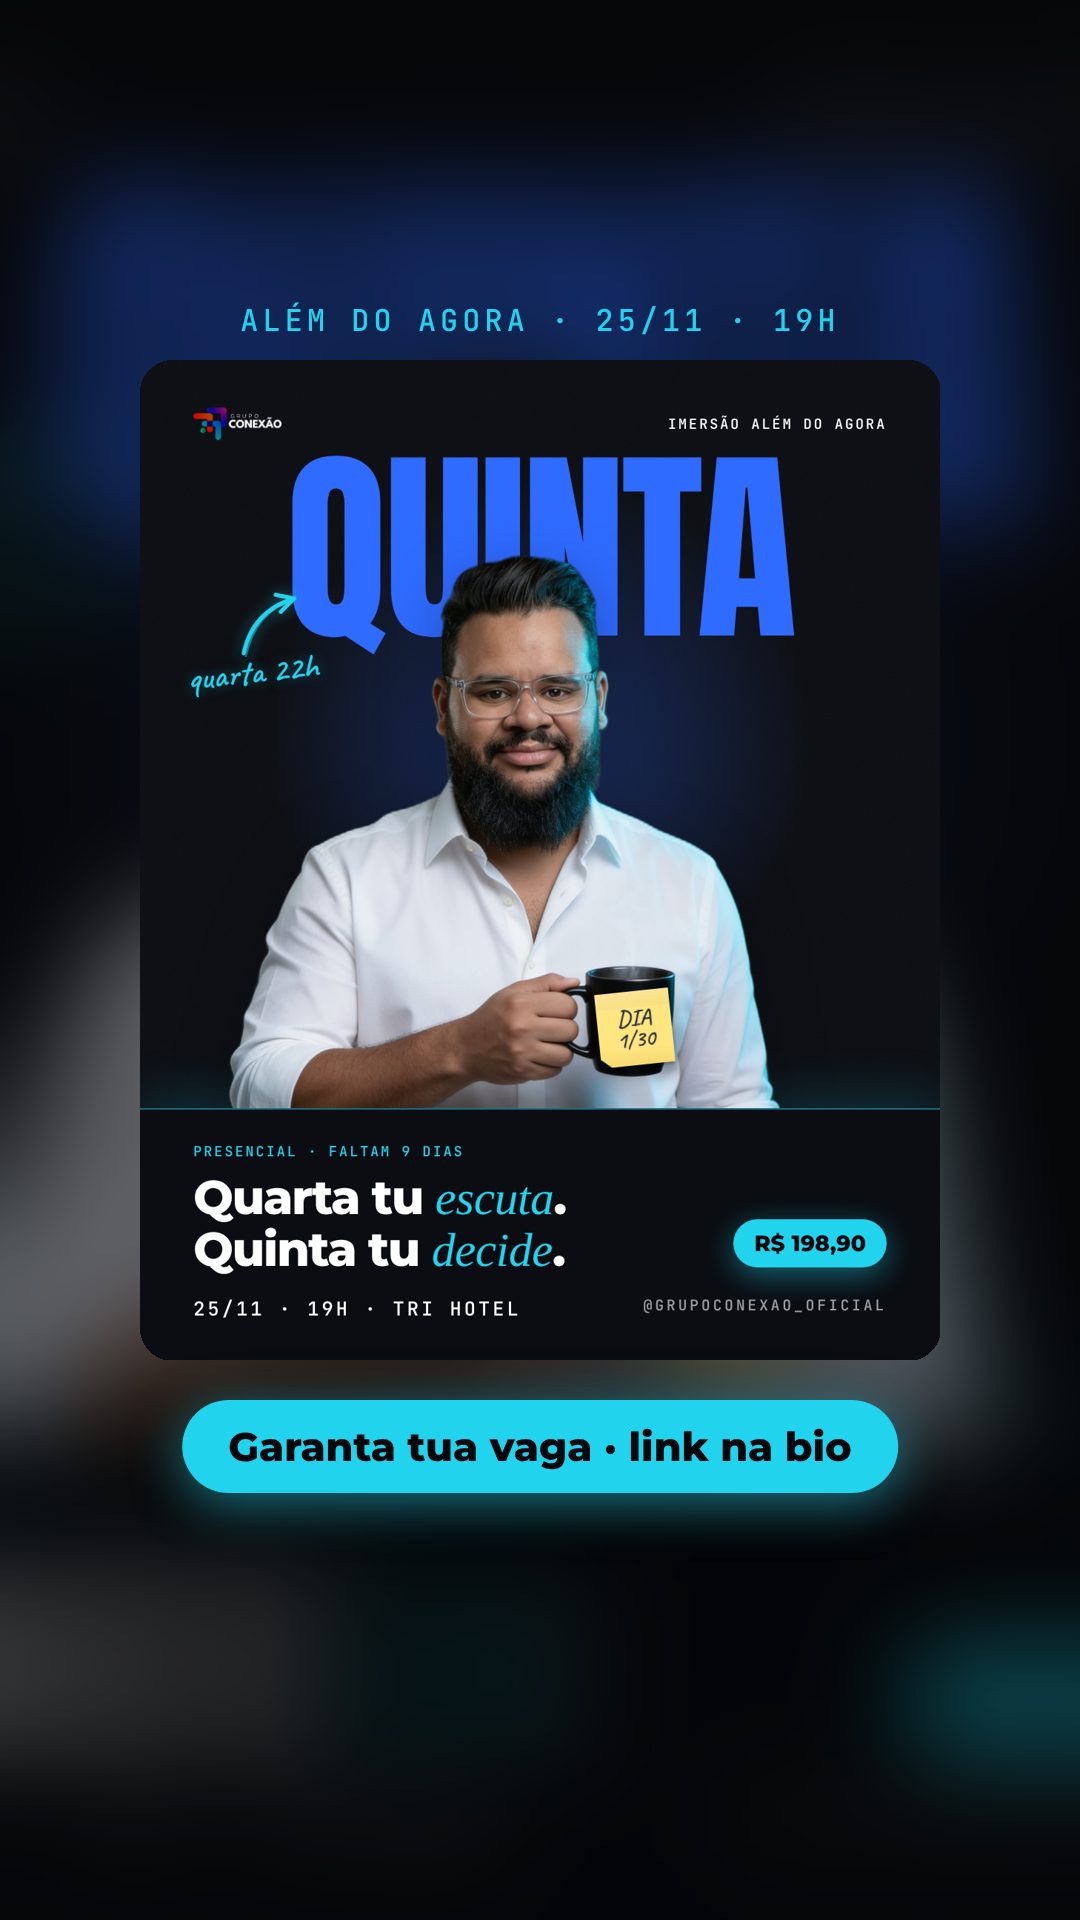 ALÉM DO AGORA · 25/11 · 19H
GRUPO
CONEXÃO
IMERSÃO ALÉM DO AGORA
QUINTA
quarta 22h
DIA
1/30
PRESENCIAL · FALTAM 9 DIAS
Quarta tu escuta.
Quinta tu decide.
R$ 198,90
25/11 · 19H · TRI HOTEL
@GRUPOCONEXAO_OFICIAL
Garanta tua vaga · link na bio